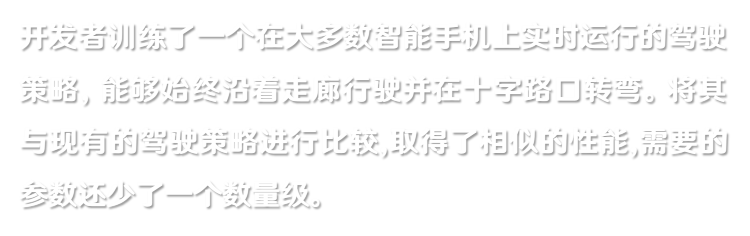 开发者训练了一个在大多数智能手机上实时运行的驾驶
策略，能够始终沿着走廊行驶并在十字路口转弯。将其
与现有的驾驶策略进行比较,取得了相似的性能,需要的
参数还少了一个数量级。